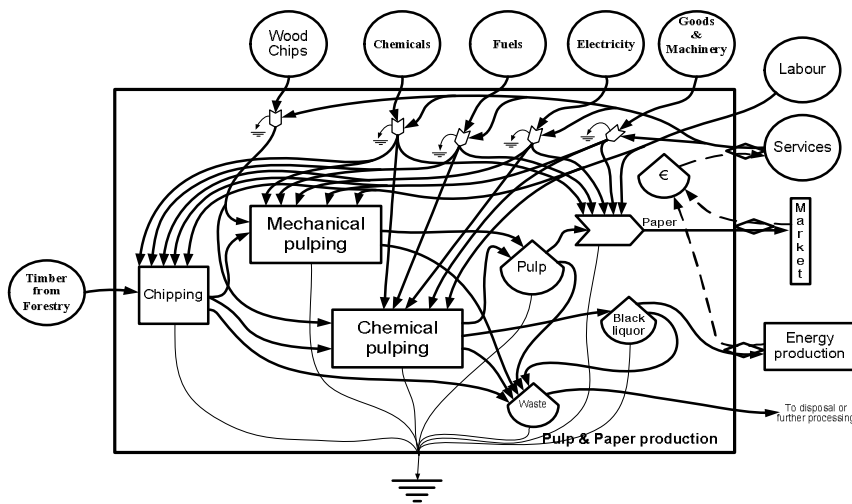 Wood
Chips
Chemicals
Fuels
Electricity
Goods
&
Machinery
Labour
Services
€
Market
Mechanical
pulping
Paper
Pulp
Timber
from
Forestry
Chipping
Chemical
pulping
Black
liquor
Energy
production
Waste
To disposal or
further processing
Pulp & Paper production